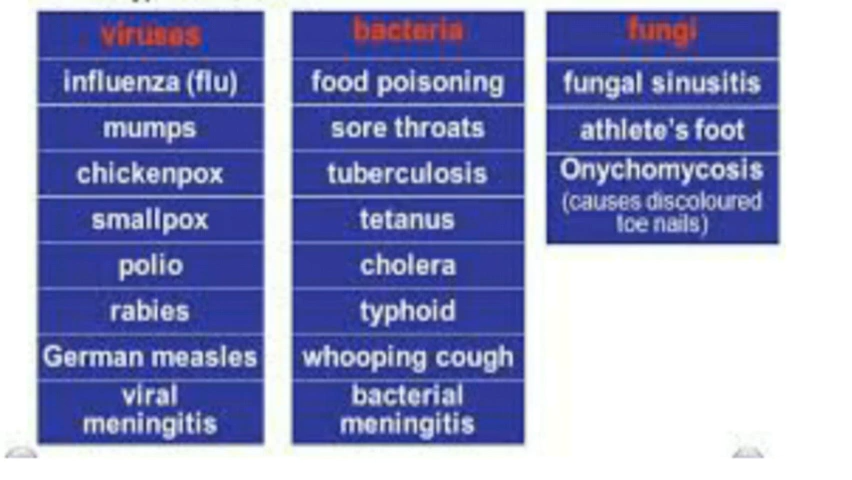 viruses
influenza (flu)
mumps
chickenpox
smallpox
polio
rabies
German measles
viral
meningitis
bacteria
food poisoning
sore throats
tuberculosis
tetanus
cholera
typhoid
whooping cough
bacterial
meningitis
fungi
fungal sinusitis
athlete's foot
Onychomycosis
(causes discoloured
toe nails)